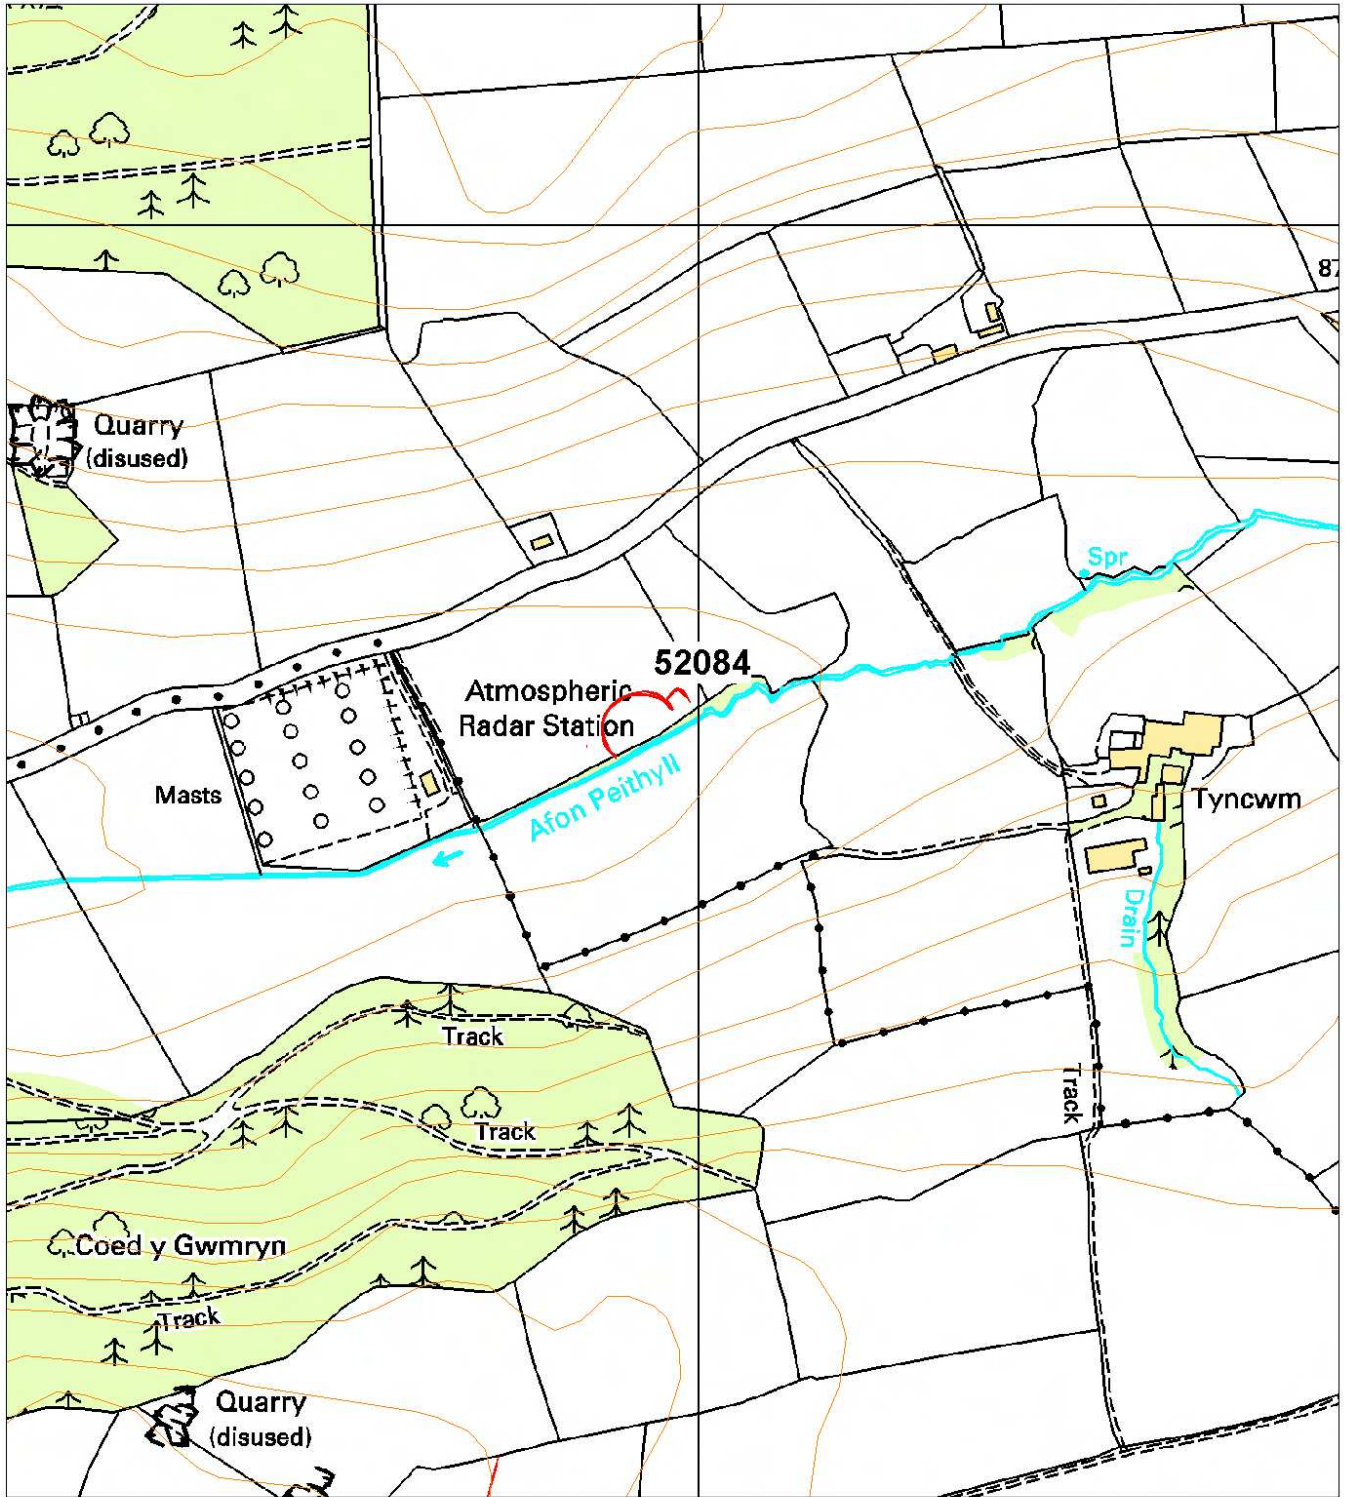 87
Quarry
(disused)
Spr
52084
Atmospheric
Radar Station
Afon Peithyll
Masts
Tyncwm
Drain
Track
Track
Track
Coed y Gwmryn
Track
Quarry
(disused)